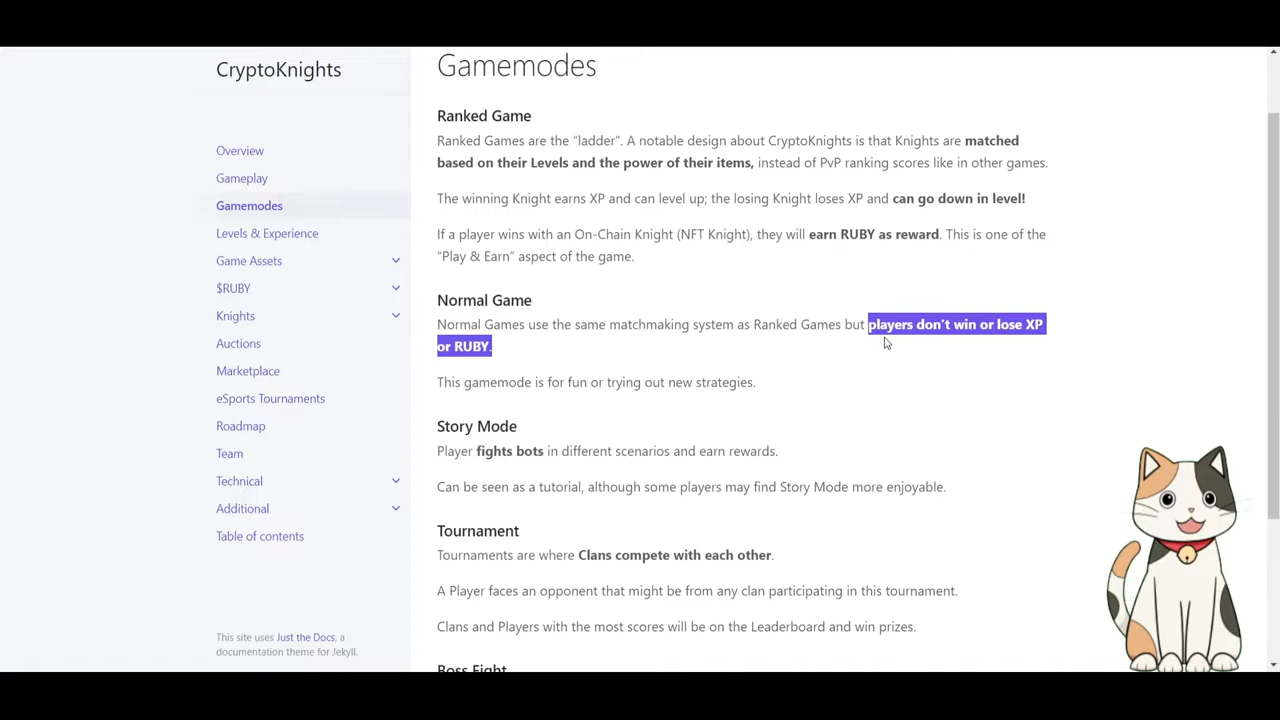 CryptoKnights
Overview
Gameplay
Gamemodes
Levels & Experience
Game Assets
$RUBY
Knights
Auctions
Marketplace
eSports Tournaments
Roadmap
Team
Technical
Additional
Table of contents
This site uses Just the Docs, a
documentation theme for Jekyll.
Gamemodes
Ranked Game
Ranked Games are the “ladder”. A notable design about CryptoKnights is that Knights are matched
based on their Levels and the power of their items, instead of PvP ranking scores like in other games.
The winning Knight earns XP and can level up; the losing Knight loses XP and can go down in level!
If a player wins with an On-Chain Knight (NFT Knight), they will earn RUBY as reward. This is one of the
“Play & Earn” aspect of the game.
Normal Game
Normal Games use the same matchmaking system as Ranked Games but players don’t win or lose XP
or RUBY.
This gamemode is for fun or trying out new strategies.
Story Mode
Player fights bots in different scenarios and earn rewards.
Can be seen as a tutorial, although some players may find Story Mode more enjoyable.
Tournament
Tournaments are where Clans compete with each other.
A Player faces an opponent that might be from any clan participating in this tournament.
Clans and Players with the most scores will be on the Leaderboard and win prizes.
Boss Fight